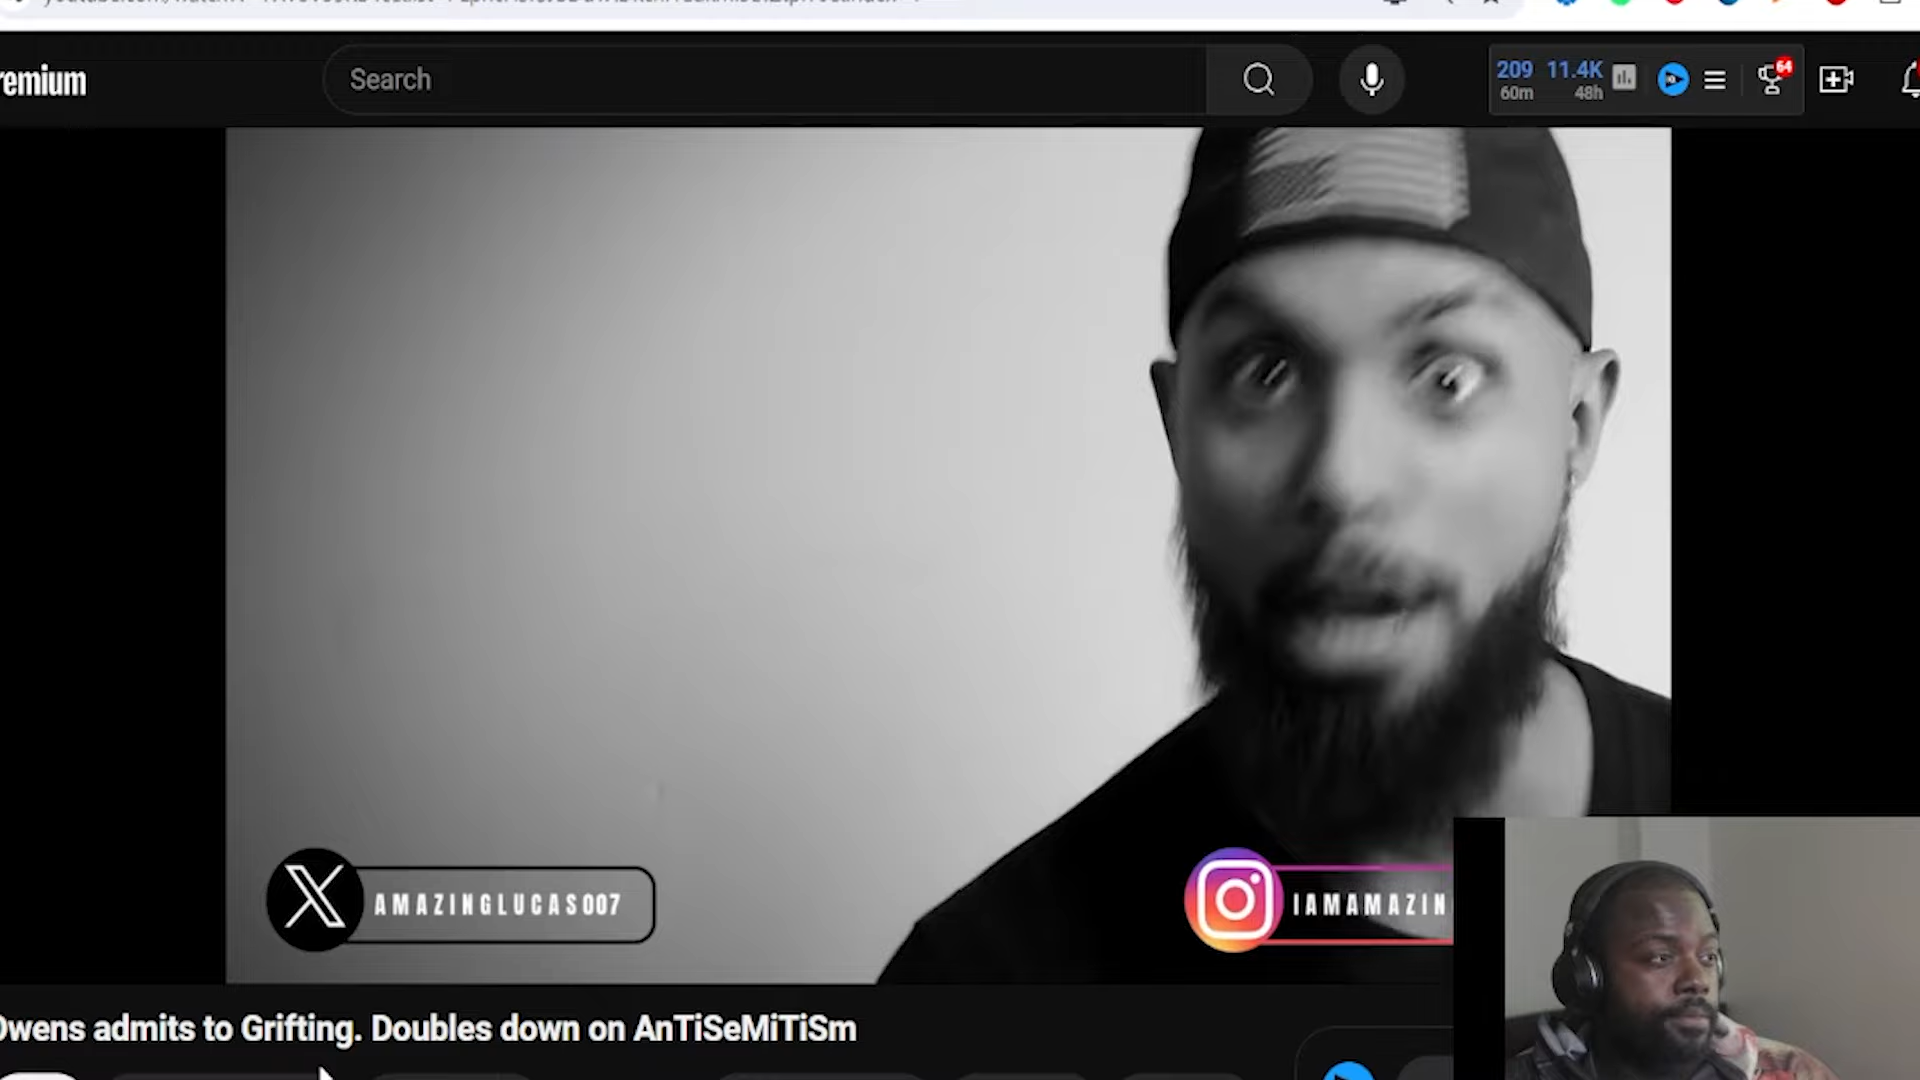 remium
Search
209 11.4K
60m 48h
64
AMAZINGLUCAS007
IAMAMAZIN
Owens admits to Grifting. Doubles down on AnTiSeMiTiSm